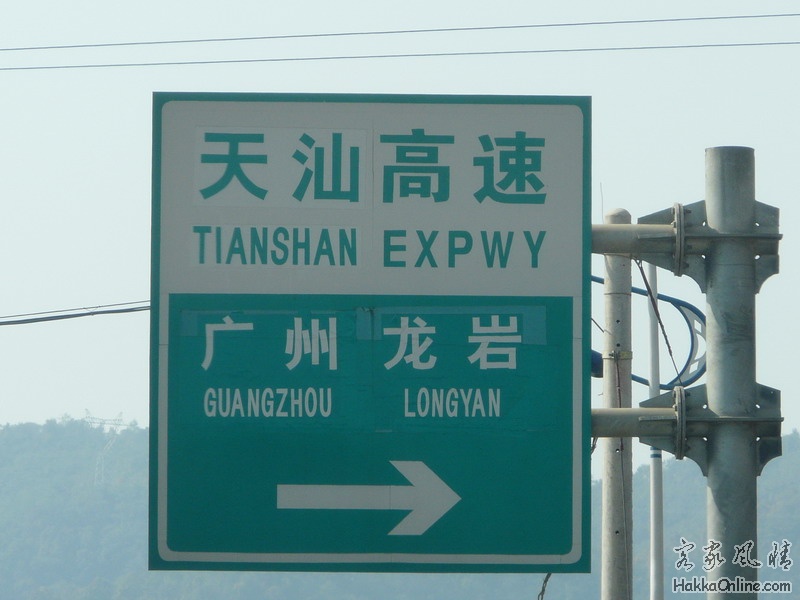 天汕高速
TIANSHAN EXPWY
广州 龙岩
GUANGZHOU LONGYAN
客家风情
HakkaOnline.com